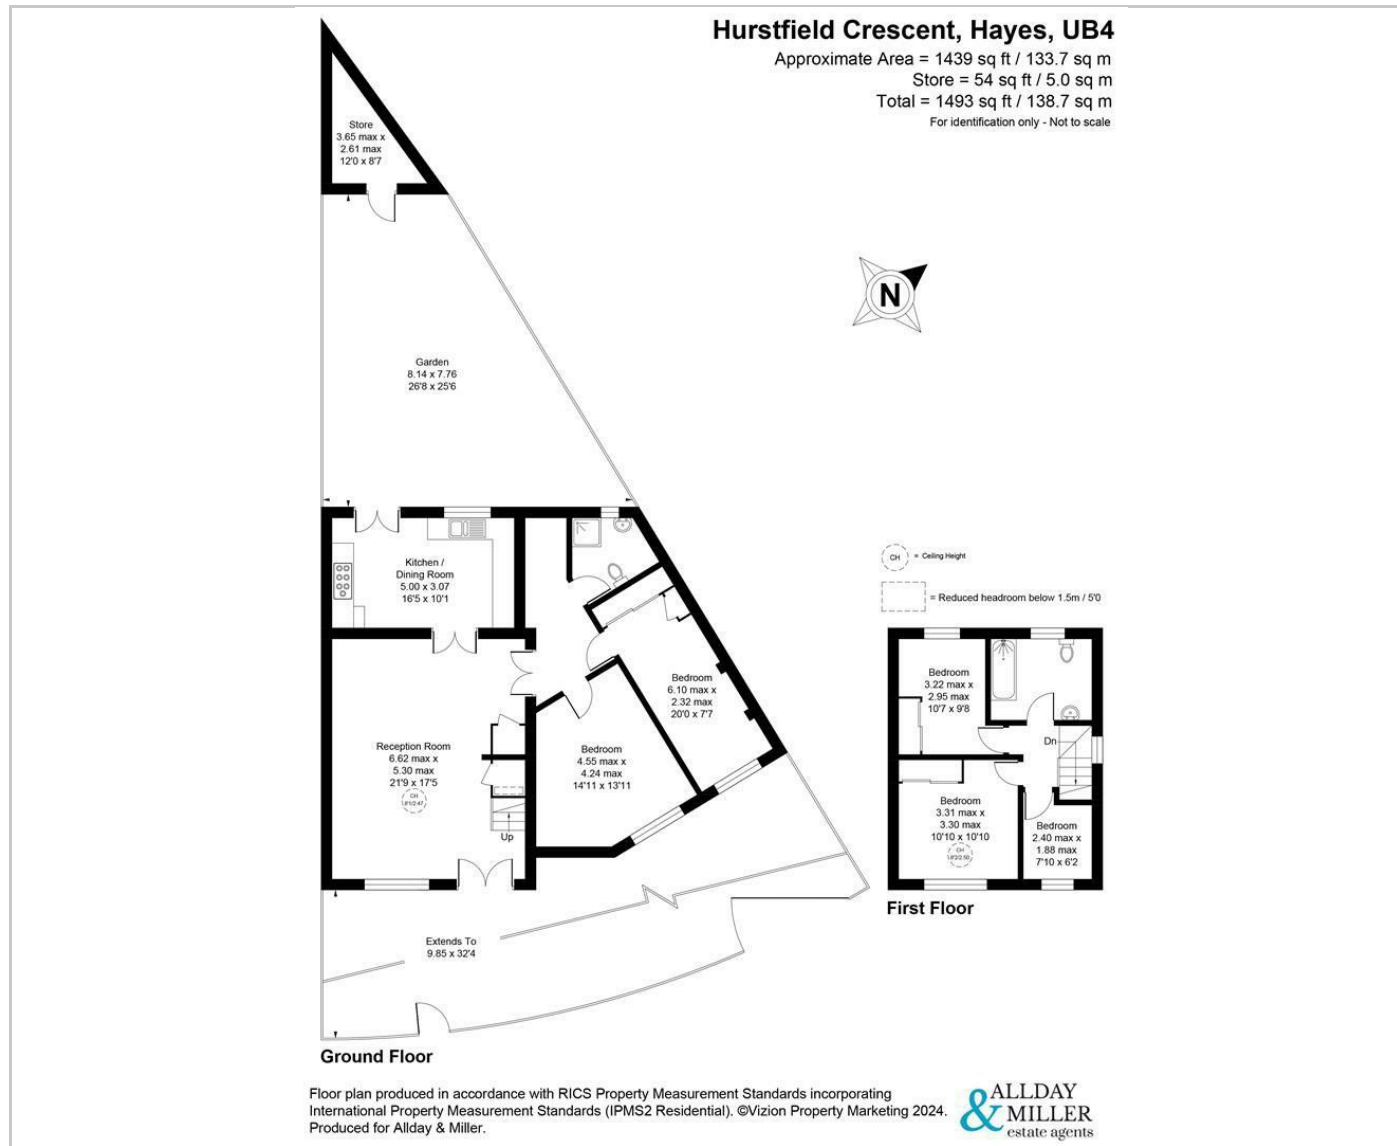 Hurstfield Crescent, Hayes, UB4
Approximate Area = 1439 sq ft / 133.7 sq m
Store = 54 sq ft / 5.0 sq m
Total = 1493 sq ft / 138.7 sq m
For identification only - Not to scale
Store
3.65 max x
2.61 max
12'0 x 8'7
N
Garden
8.14 x 7.76
26'8 x 25'6
Kitchen /
Dining Room
5.00 x 3.07
16'5 x 10'1
Bedroom
6.10 max x
2.32 max
20'0 x 7'7
Reception Room
6.62 max x
5.30 max
21'9 x 17'5
CH
Bedroom
4.55 max x
4.24 max
14'11 x 13'11
Up
Extends To
9.85 x 32'4
Ground Floor
CH = Ceiling Height
= Reduced headroom below 1.5m / 5'0
Bedroom
3.22 max x
2.95 max
10'7 x 9'8
Dn
Bedroom
3.31 max x
3.30 max
10'10 x 10'10
CH
Bedroom
2.40 max x
1.88 max
7'10 x 6'2
First Floor
Floor plan produced in accordance with RICS Property Measurement Standards incorporating
International Property Measurement Standards (IPMS2 Residential). ©Vizion Property Marketing 2024.
Produced for Allday & Miller.
ALLDAY
& MILLER
estate agents